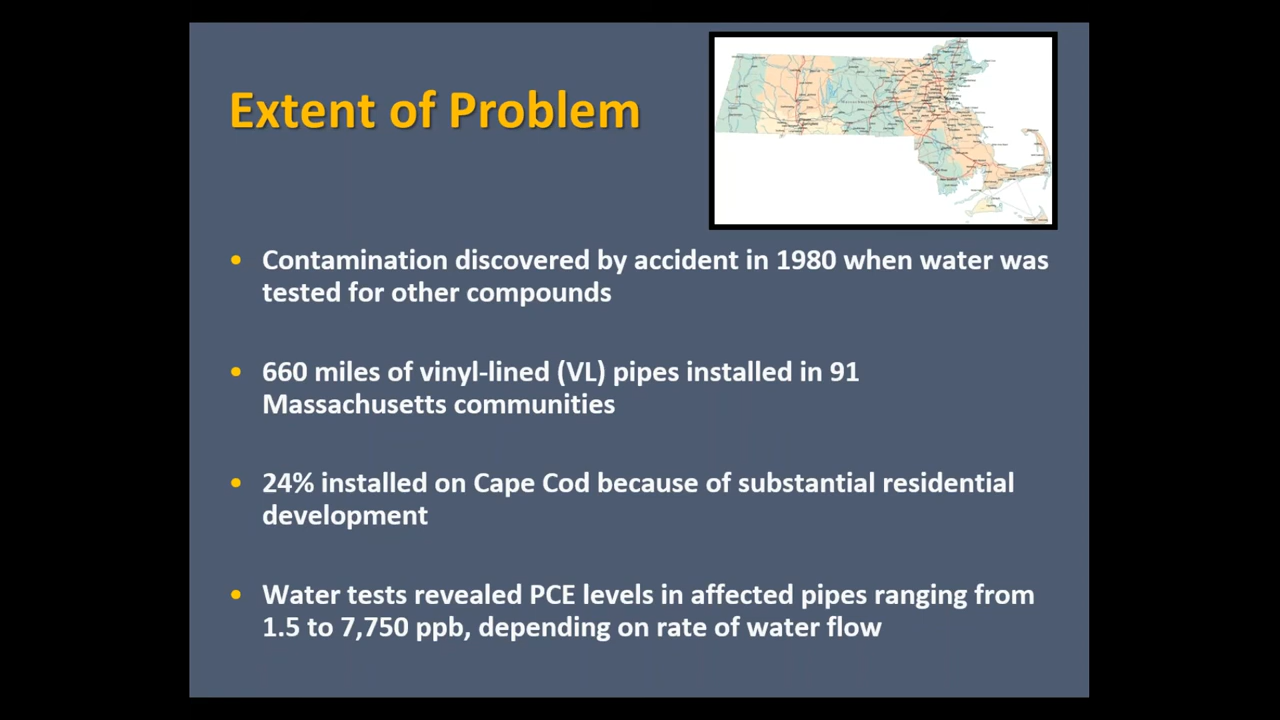 Extent of Problem
• Contamination discovered by accident in 1980 when water was
tested for other compounds
• 660 miles of vinyl-lined (VL) pipes installed in 91
Massachusetts communities
• 24% installed on Cape Cod because of substantial residential
development
• Water tests revealed PCE levels in affected pipes ranging from
1.5 to 7,750 ppb, depending on rate of water flow